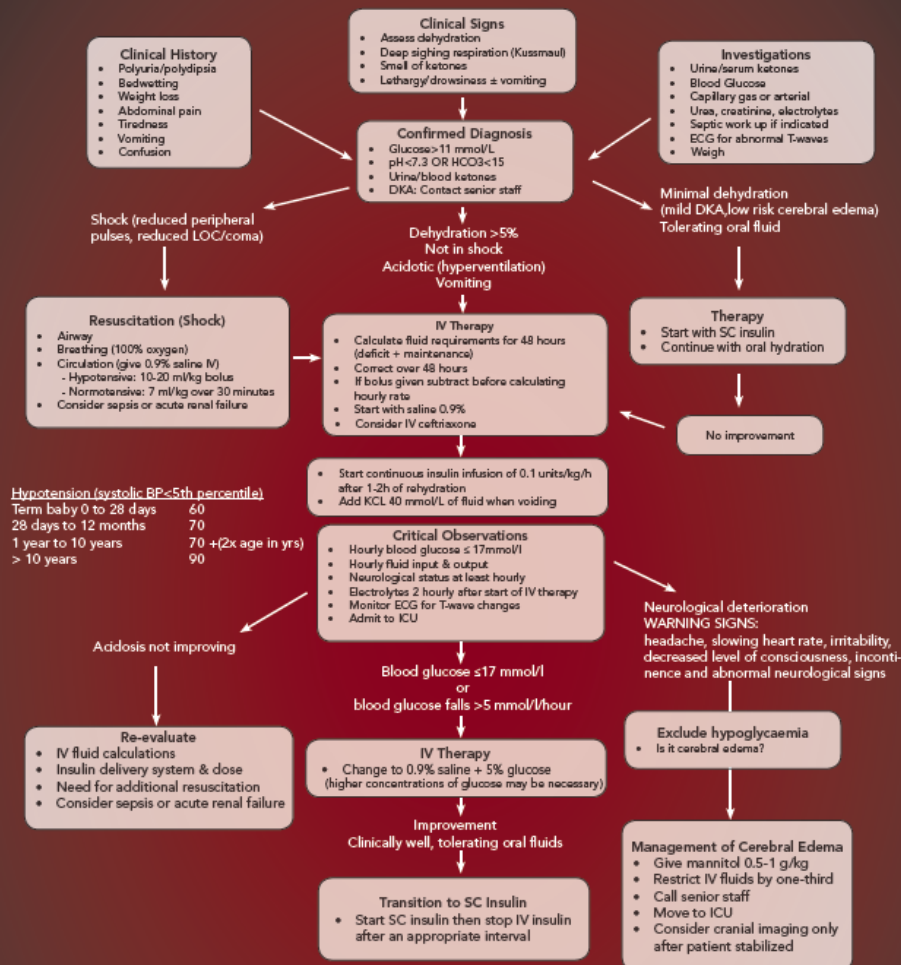 Clinical Signs
• Assess dehydration
• Deep sighing respiration (Kussmaul)
• Smell of ketones
• Lethargy/drowsiness ± vomiting
Clinical History
• Polyuria/polydipsia
• Bedwetting
• Weight loss
• Abdominal pain
• Tiredness
• Vomiting
• Confusion
Investigations
• Urine/serum ketones
• Blood Glucose
• Capillary gas or arterial
• Urea, creatinine, electrolytes
• Septic work up if indicated
• ECG for abnormal T-waves
• Weigh
Confirmed Diagnosis
• Glucose>11 mmol/L
• pH<7.3 OR HCO3<15
• Urine/blood ketones
• DKA: Contact senior staff
Shock (reduced peripheral
pulses, reduced LOC/coma)
Dehydration >5%
Not in shock
Acidotic (hyperventilation)
Vomiting
Minimal dehydration
(mild DKA,low risk cerebral edema)
Tolerating oral fluid
Resuscitation (Shock)
• Airway
• Breathing (100% oxygen)
• Circulation (give 0.9% saline IV)
- Hypotensive: 10-20 ml/kg bolus
- Normotensive: 7 ml/kg over 30 minutes
• Consider sepsis or acute renal failure
IV Therapy
• Calculate fluid requirements for 48 hours
(deficit + maintenance)
• Correct over 48 hours
• If bolus given subtract before calculating
hourly rate
• Start with saline 0.9%
• Consider IV ceftriaxone
Therapy
• Start with SC insulin
• Continue with oral hydration
No improvement
• Start continuous insulin infusion of 0.1 units/kg/h
after 1-2h of rehydration
• Add KCL 40 mmol/L of fluid when voiding
Hypotension (systolic BP<5th percentile)
Term baby 0 to 28 days 60
28 days to 12 months 70
1 year to 10 years 70 +(2x age in yrs)
> 10 years 90
Critical Observations
• Hourly blood glucose ≤ 17mmol/l
• Hourly fluid input & output
• Neurological status at least hourly
• Electrolytes 2 hourly after start of IV therapy
• Monitor ECG for T-wave changes
• Admit to ICU
Acidosis not improving
Blood glucose ≤17 mmol/l
or
blood glucose falls >5 mmol/l/hour
Neurological deterioration
WARNING SIGNS:
headache, slowing heart rate, irritability,
decreased level of consciousness, inconti-
nence and abnormal neurological signs
Re-evaluate
• IV fluid calculations
• Insulin delivery system & dose
• Need for additional resuscitation
• Consider sepsis or acute renal failure
IV Therapy
• Change to 0.9% saline + 5% glucose
(higher concentrations of glucose may be necessary)
Exclude hypoglycaemia
• Is it cerebral edema?
Improvement
Clinically well, tolerating oral fluids
Transition to SC Insulin
• Start SC insulin then stop IV insulin
after an appropriate interval
Management of Cerebral Edema
• Give mannitol 0.5-1 g/kg
• Restrict IV fluids by one-third
• Call senior staff
• Move to ICU
• Consider cranial imaging only
after patient stabilized